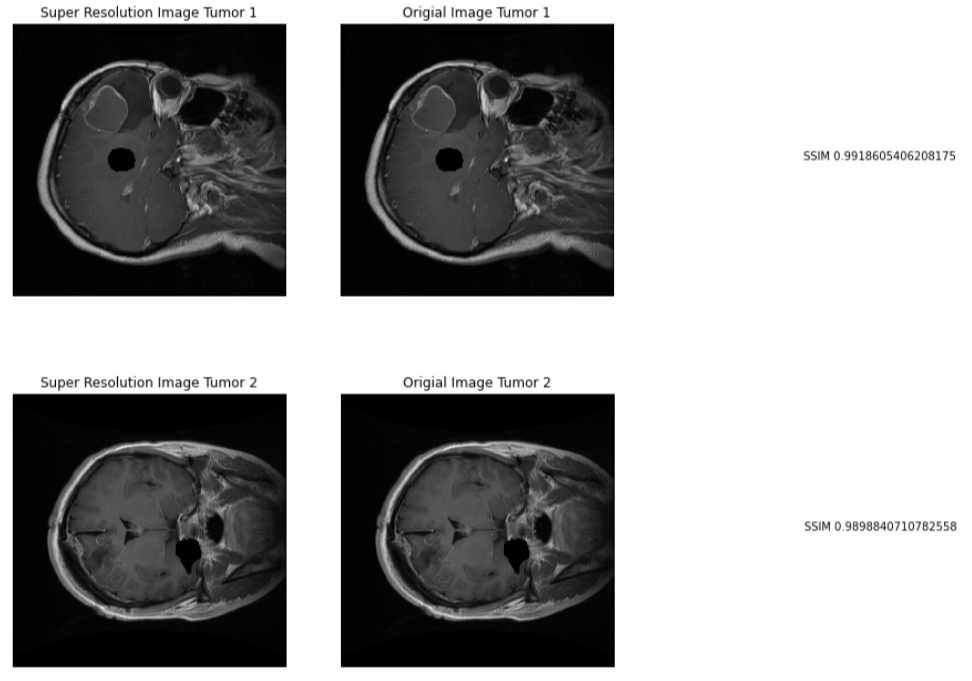 Super Resolution Image Tumor 1
Origial Image Tumor 1
SSIM 0.9918605406208175
Super Resolution Image Tumor 2
Origial Image Tumor 2
SSIM 0.9898840710782558